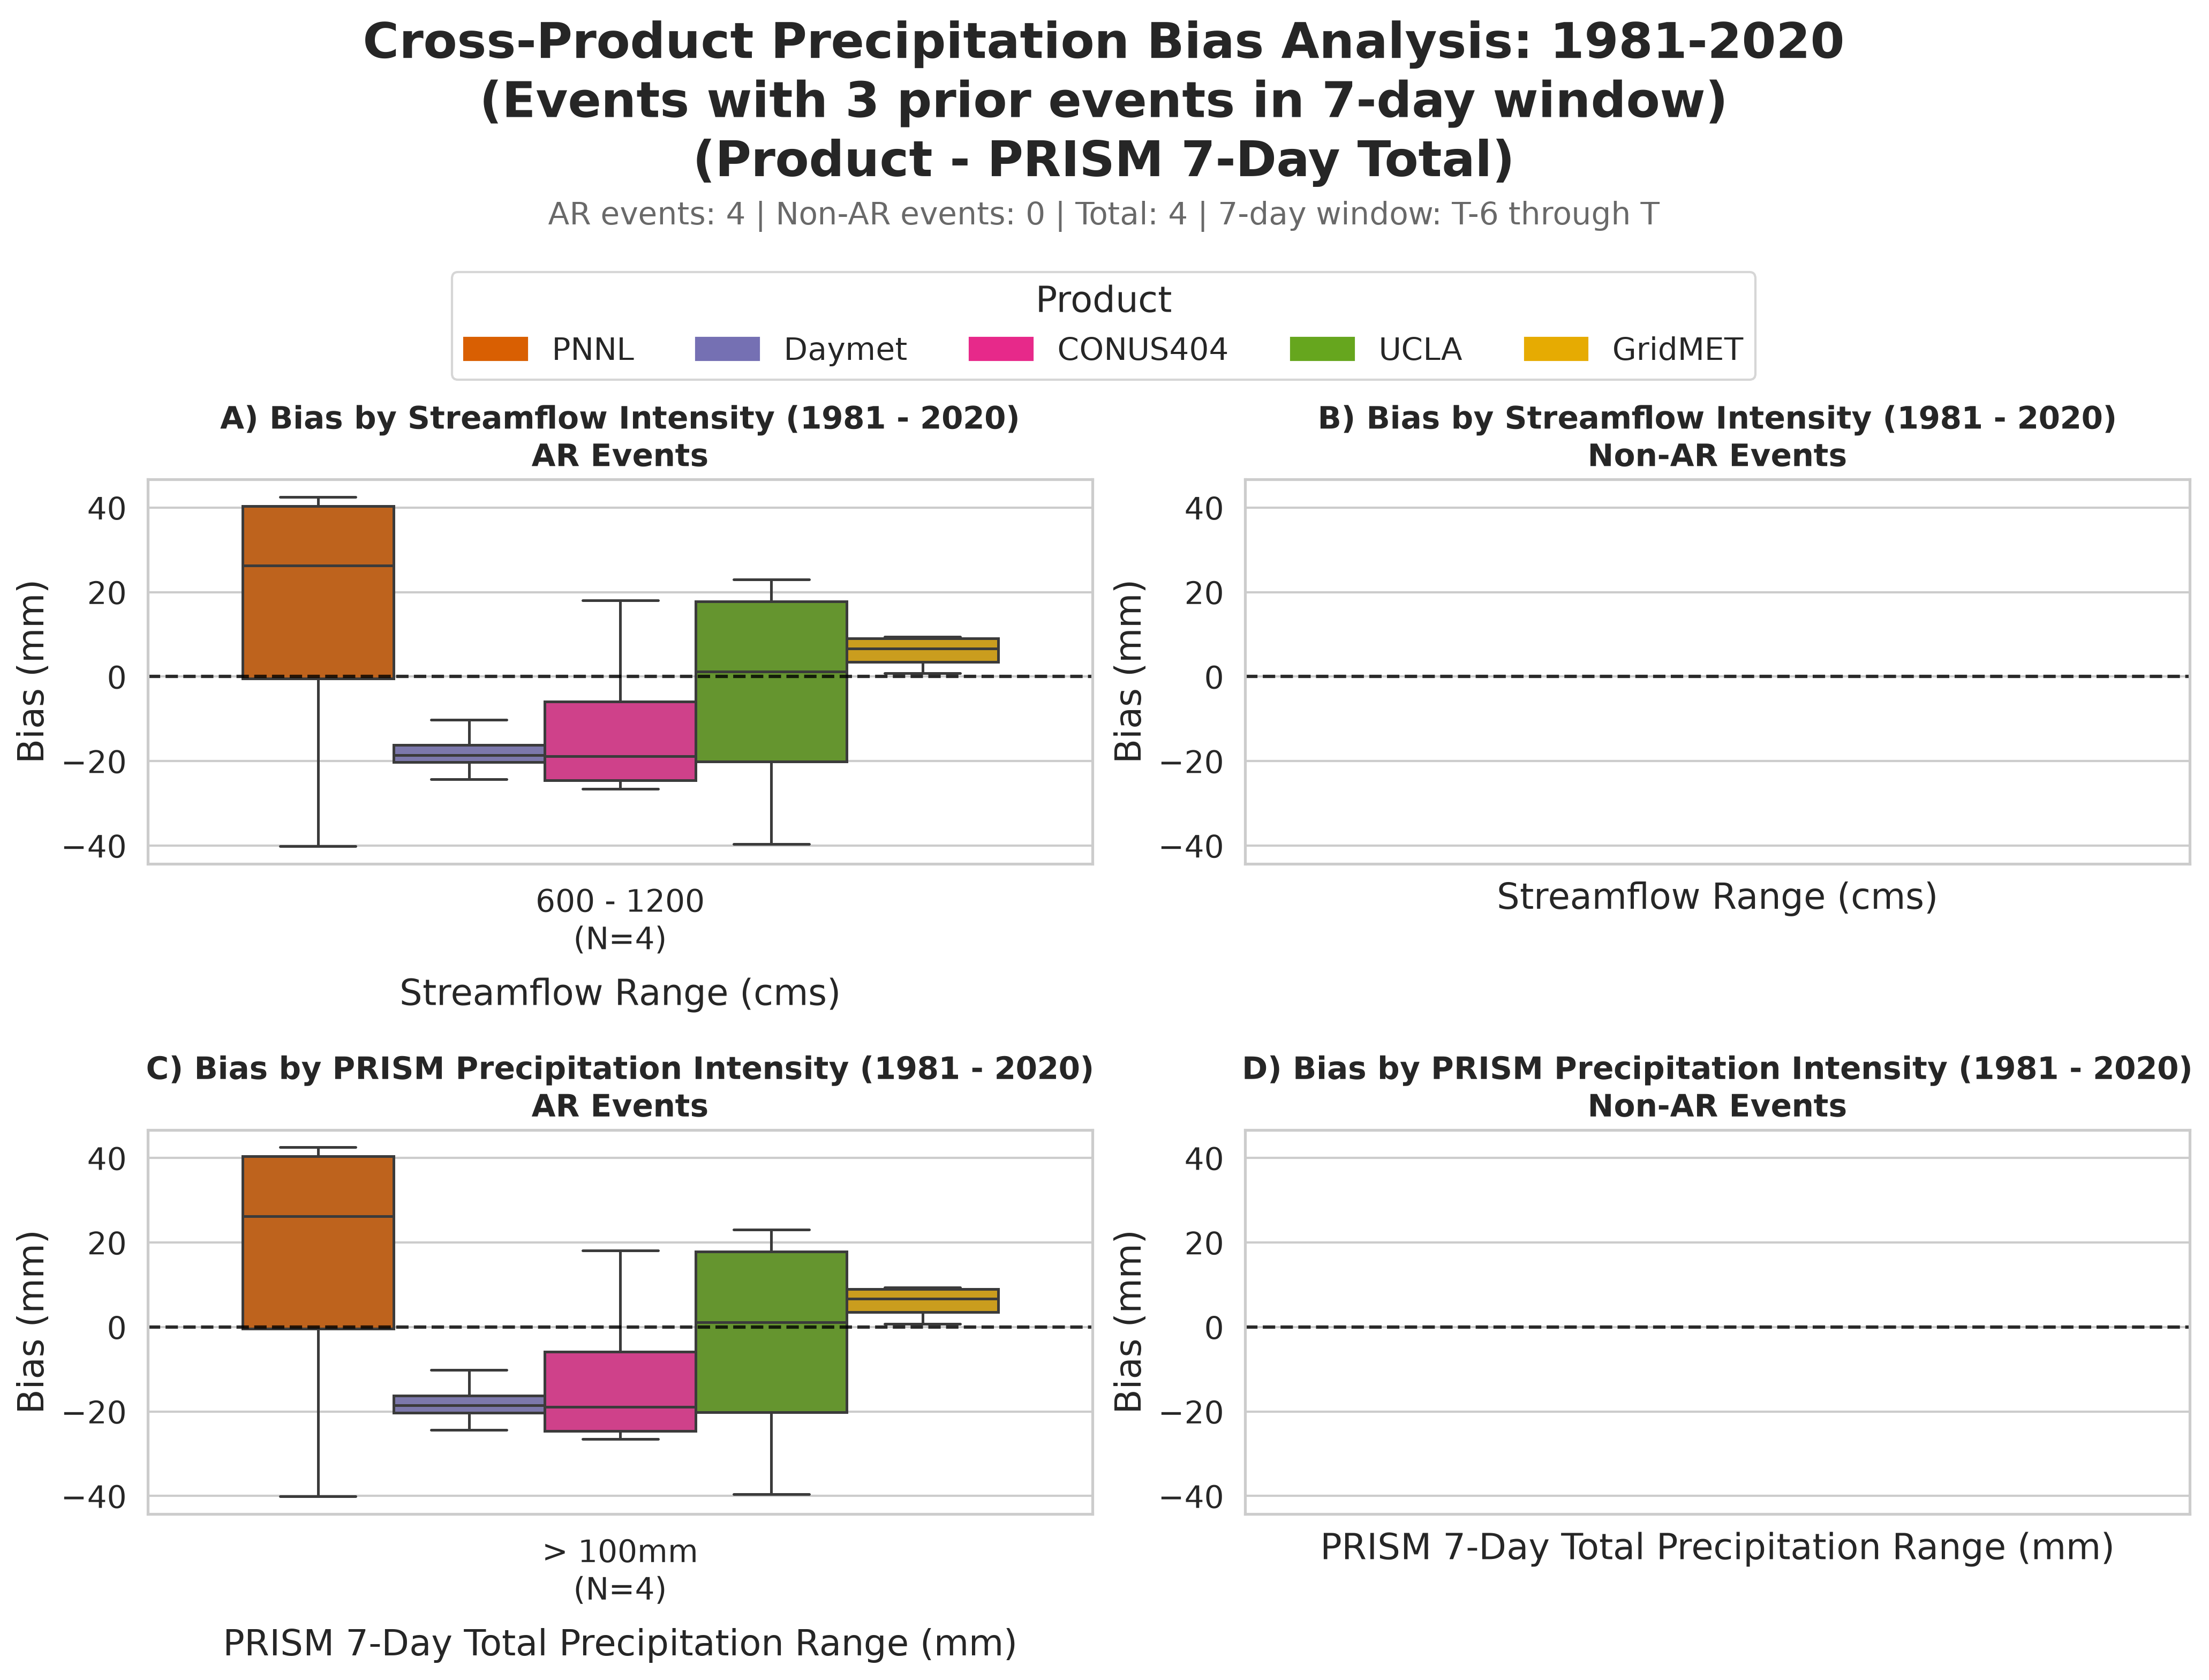 Cross-Product Precipitation Bias Analysis: 1981-2020
(Events with 3 prior events in 7-day window)
(Product - PRISM 7-Day Total)
AR events: 4 | Non-AR events: 0 | Total: 4 | 7-day window: T-6 through T
Product
PNNL Daymet CONUS404 UCLA GridMET
A) Bias by Streamflow Intensity (1981 - 2020)
AR Events
40
20
0
−20
−40
Bias (mm)
600 - 1200
(N=4)
Streamflow Range (cms)
B) Bias by Streamflow Intensity (1981 - 2020)
Non-AR Events
40
20
0
−20
−40
Bias (mm)
Streamflow Range (cms)
C) Bias by PRISM Precipitation Intensity (1981 - 2020)
AR Events
40
20
0
−20
−40
Bias (mm)
> 100mm
(N=4)
PRISM 7-Day Total Precipitation Range (mm)
D) Bias by PRISM Precipitation Intensity (1981 - 2020)
Non-AR Events
40
20
0
−20
−40
Bias (mm)
PRISM 7-Day Total Precipitation Range (mm)